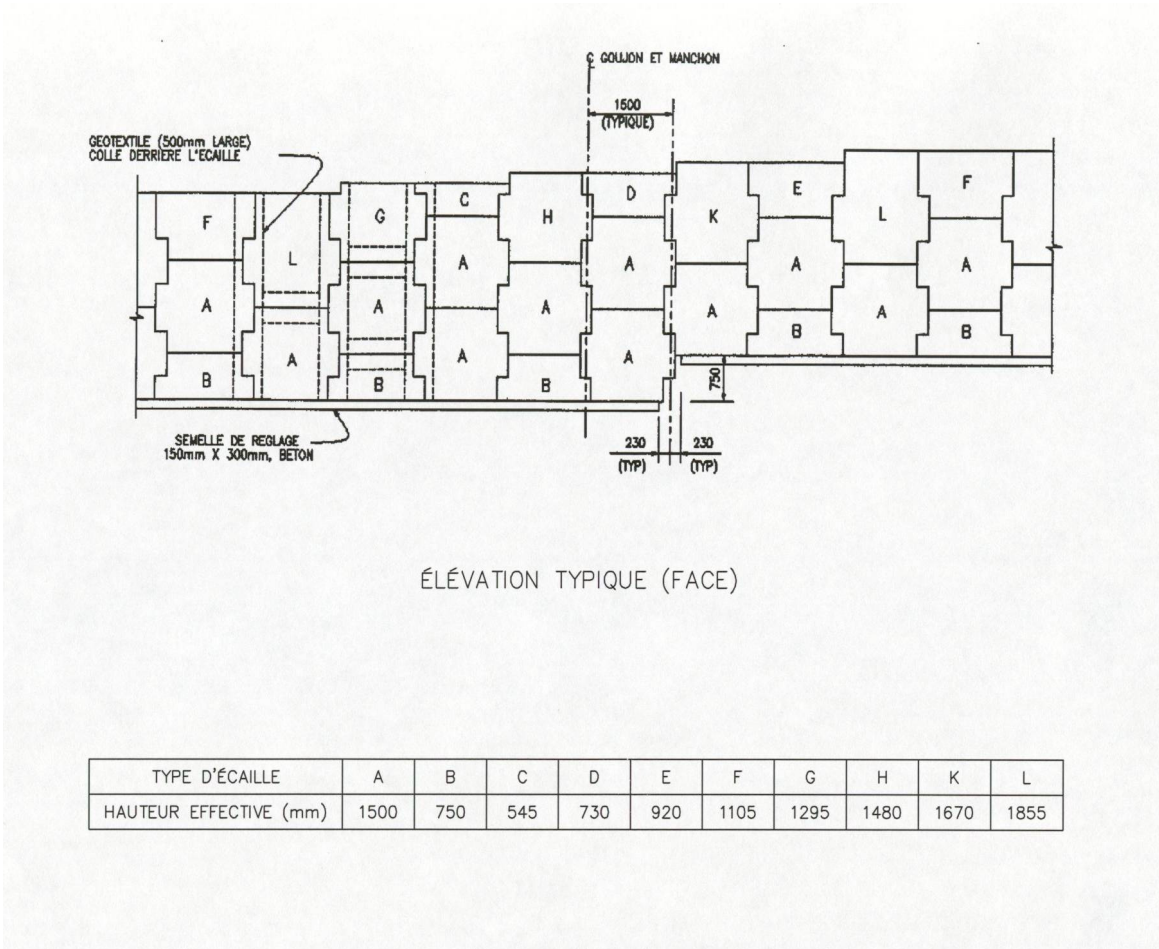 ℄ GOUJON ET MANCHON
1500
(TYPIQUE)
GEOTEXTILE (500mm LARGE)
COLLE DERRIERE L'ECAILLE
F
L
G
C
H
D
K
E
L
F
A
A
A
A
A
A
A
A
B
A
B
A
B
A
A
B
B
750
230
(TYP)
230
(TYP)
SEMELLE DE REGLAGE
150mm X 300mm, BETON
ÉLÉVATION TYPIQUE (FACE)
TYPE D'ÉCAILLE A B C D E F G H K L
HAUTEUR EFFECTIVE (mm) 1500 750 545 730 920 1105 1295 1480 1670 1855